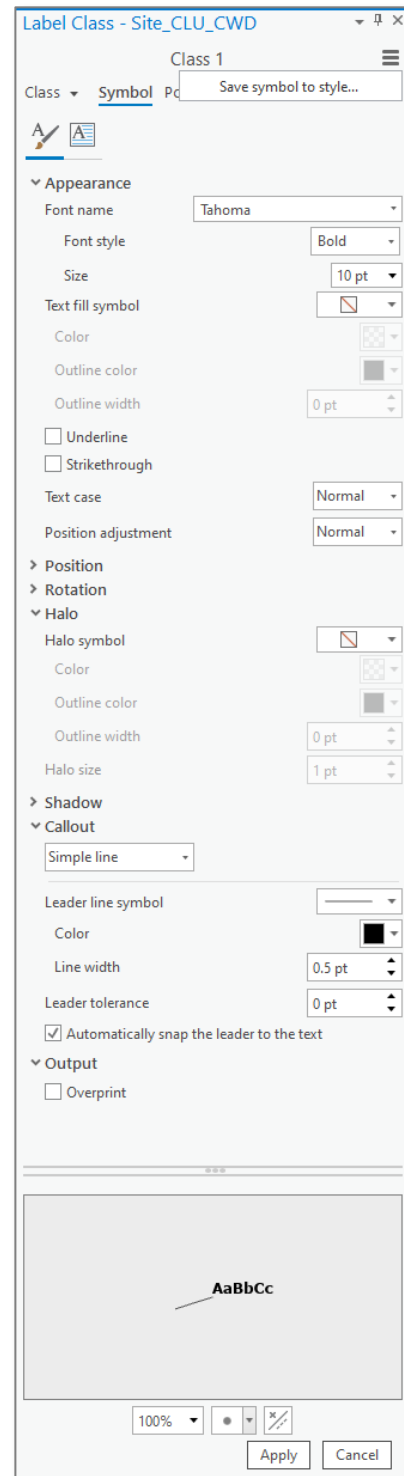 Label Class - Site_CLU_CWD
Class 1
Save symbol to style...
Class Symbol Po
Appearance
Font name Tahoma
Font style Bold
Size 10 pt
Text fill symbol
Color
Outline color
Outline width 0 pt
Underline
Strikethrough
Text case Normal
Position adjustment Normal
Position
Rotation
Halo
Halo symbol
Color
Outline color
Outline width 0 pt
Halo size 1 pt
Shadow
Callout
Simple line
Leader line symbol
Color
Line width 0.5 pt
Leader tolerance 0 pt
Automatically snap the leader to the text
Output
Overprint
AaBbCc
100%
Apply Cancel